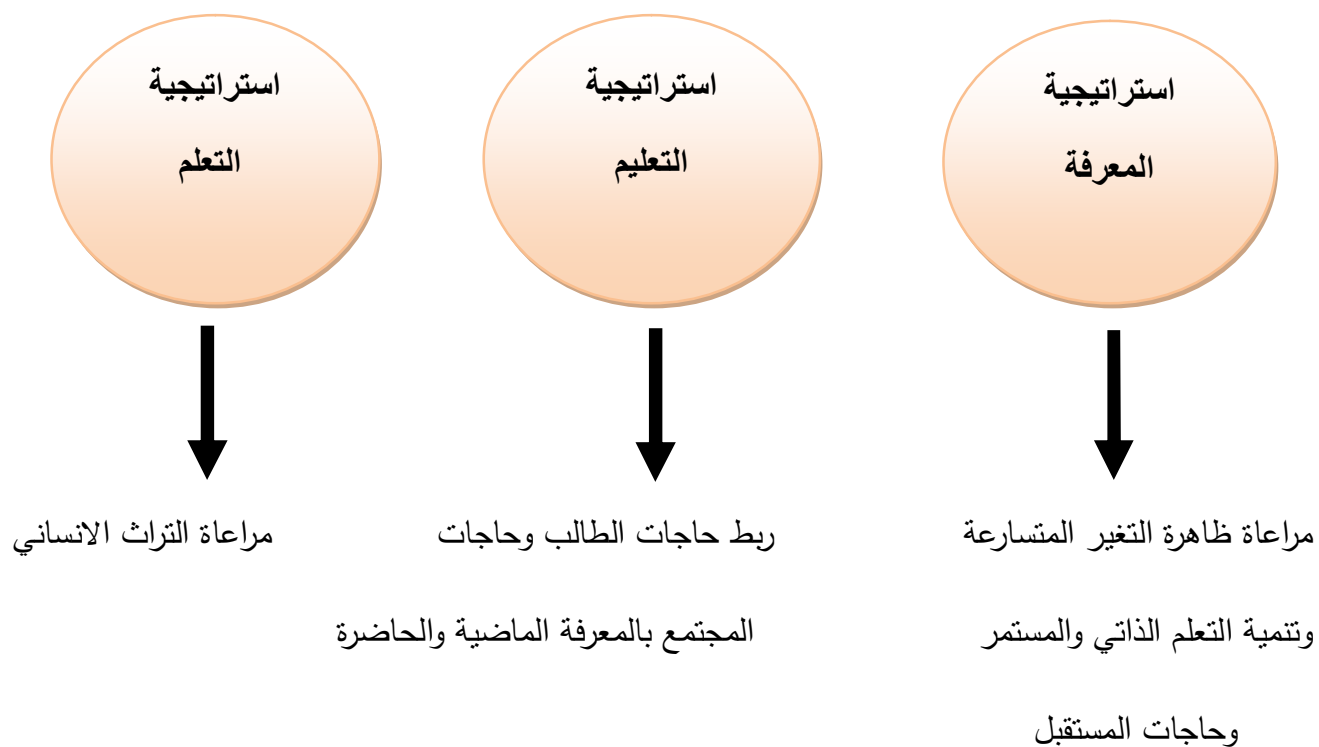 استراتيجية
المعرفة
استراتيجية
التعليم
استراتيجية
التعلم
مراعاة ظاهرة التغير المتسارعة
وتنمية التعلم الذاتي والمستمر
وحاجات المستقبل
ربط حاجات الطالب وحاجات
المجتمع بالمعرفة الماضية والحاضرة
مراعاة التراث الانساني